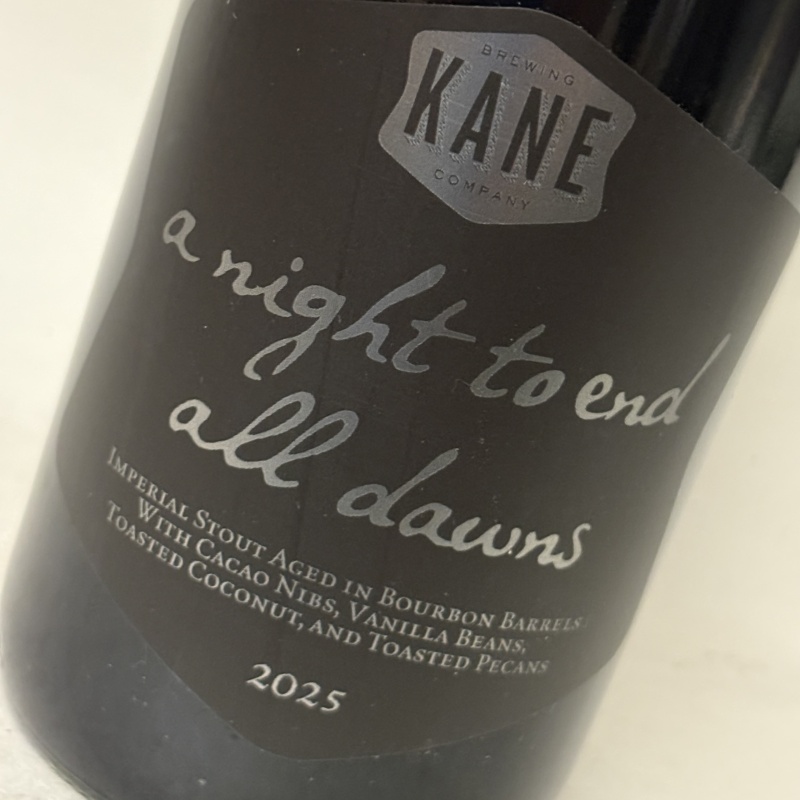 BREWING
KANE
COMPANY
a night to end
all dawns
IMPERIAL STOUT AGED IN BOURBON BARRELS
WITH CACAO NIBS, VANILLA BEANS,
TOASTED COCONUT, AND TOASTED PECANS
2025